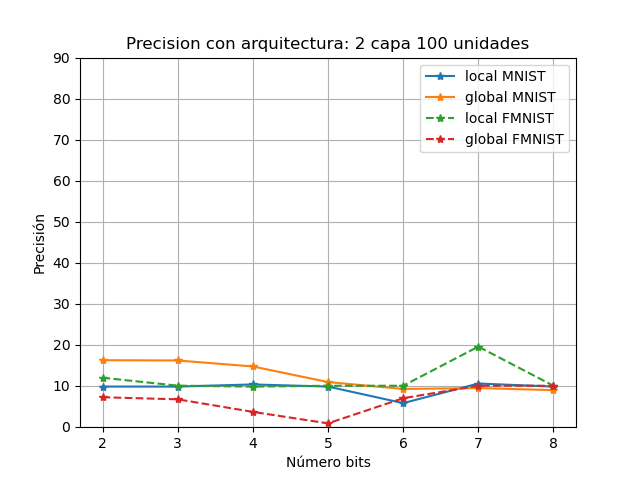 Precision con arquitectura: 2 capa 100 unidades
local MNIST
global MNIST
local FMNIST
global FMNIST
Precisión
90
80
70
60
50
40
30
20
10
0
2 3 4 5 6 7 8
Número bits